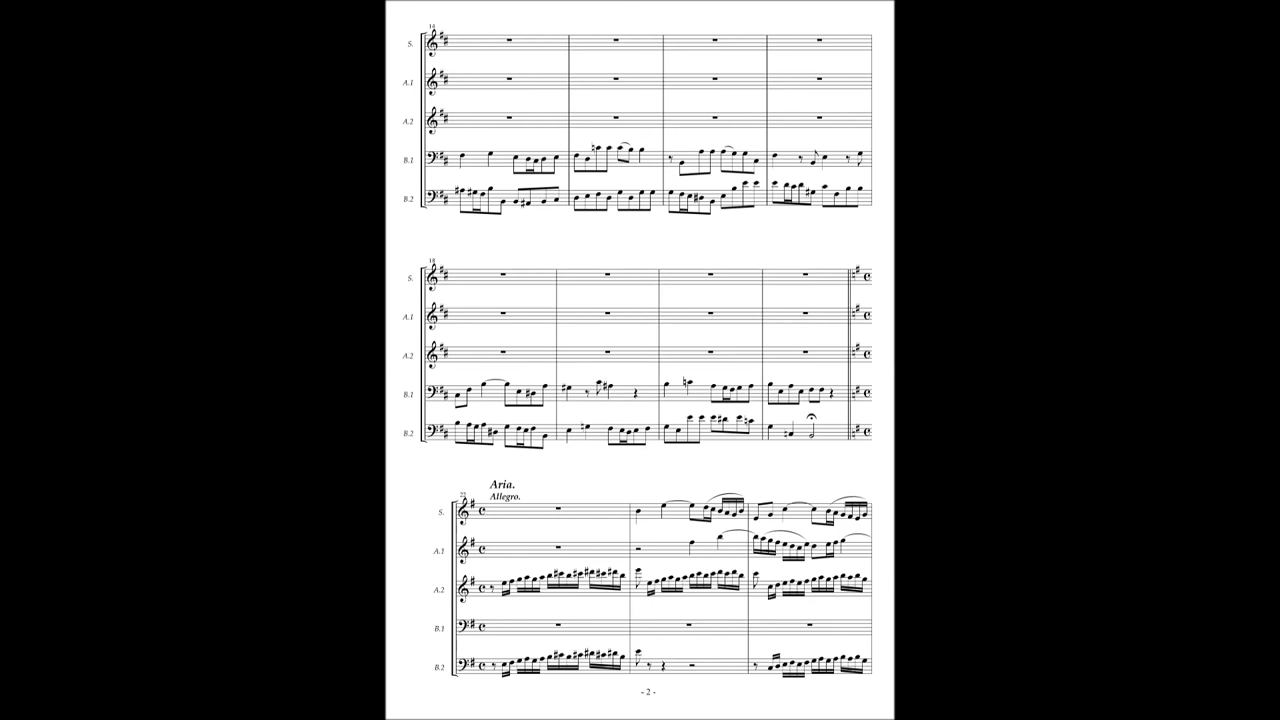 14
S.
A.1
A.2
B.1
B.2
18
S.
A.1
A.2
B.1
B.2
Aria.
22
Allegro.
S.
A.1
A.2
B.1
B.2
- 2 -